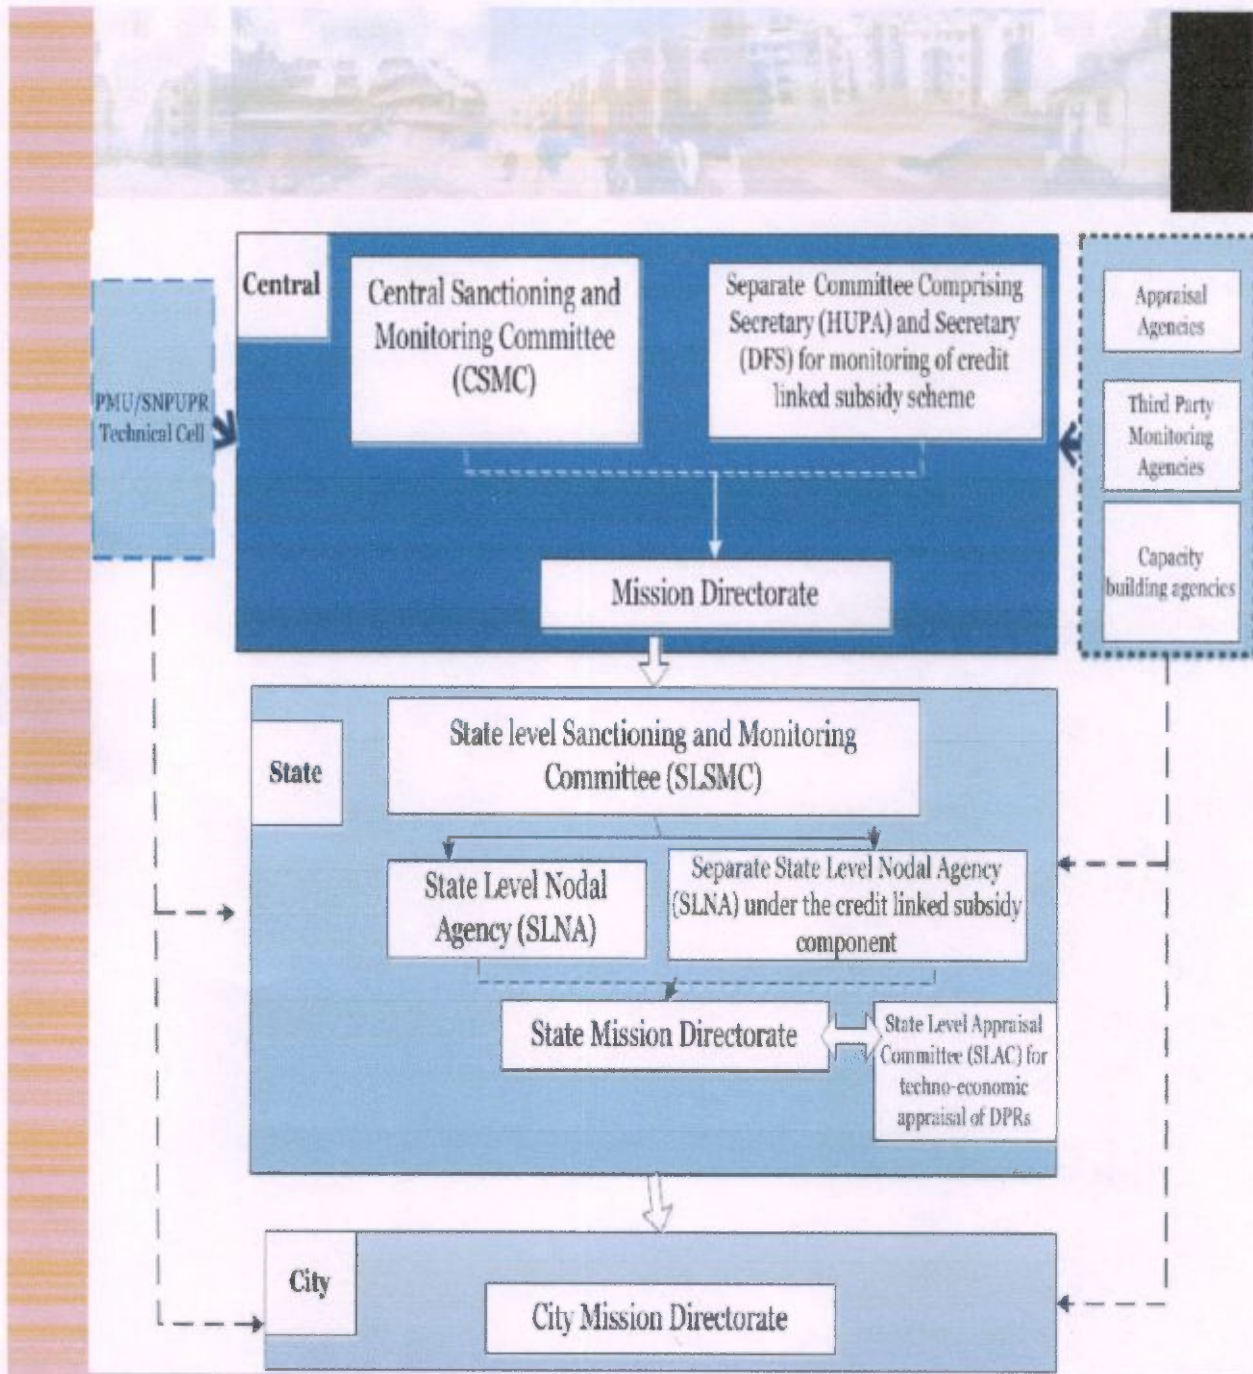 Central
Central Sanctioning and
Monitoring Committee
(CSMC)
Separate Committee Comprising
Secretary (HUPA) and Secretary
(DFS) for monitoring of credit
linked subsidy scheme
Mission Directorate
PMU/SNPUPR
Technical Cell
Appraisal
Agencies
Third Party
Monitoring
Agencies
Capacity
building agencies
State
State level Sanctioning and Monitoring
Committee (SLSMC)
State Level Nodal
Agency (SLNA)
Separate State Level Nodal Agency
(SLNA) under the credit linked subsidy
component
State Mission Directorate
State Level Appraisal
Committee (SLAC) for
techno-economic
appraisal of DPRs
City
City Mission Directorate